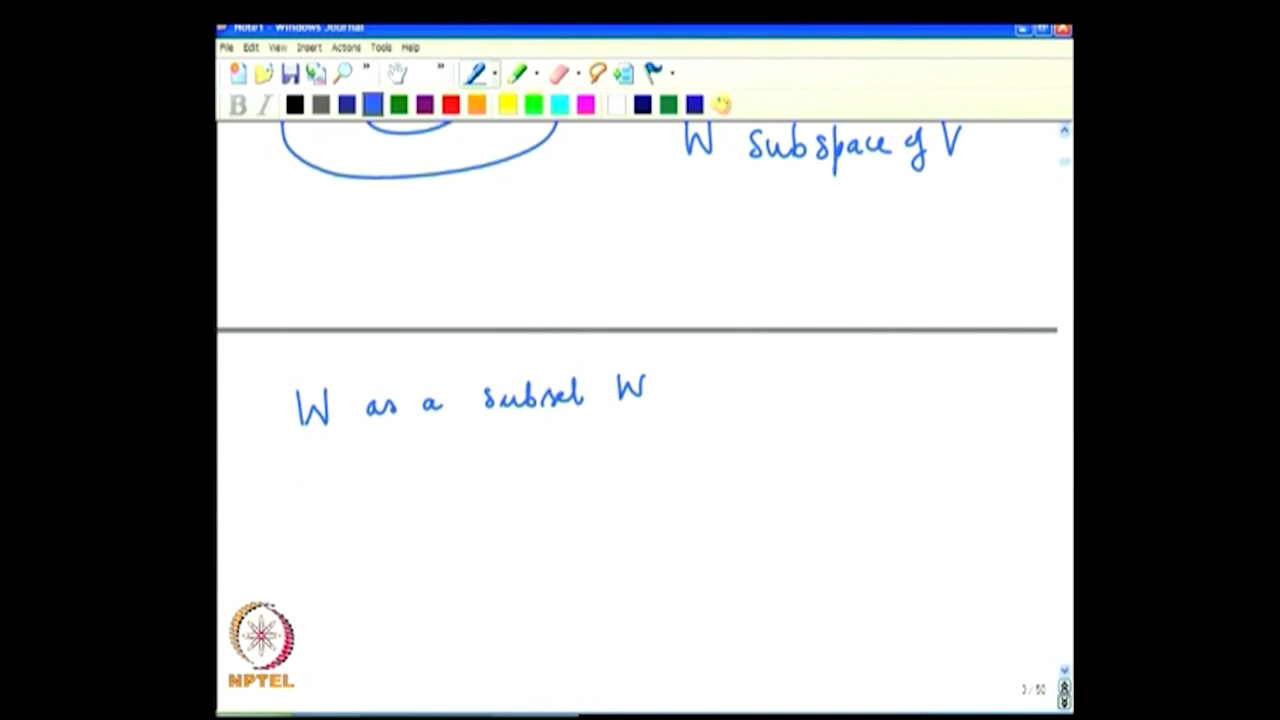 Note1 - Windows Journal
File Edit View Insert Actions Tools Help
B I
W subspace of V
W as a subset W
NPTEL
3/50